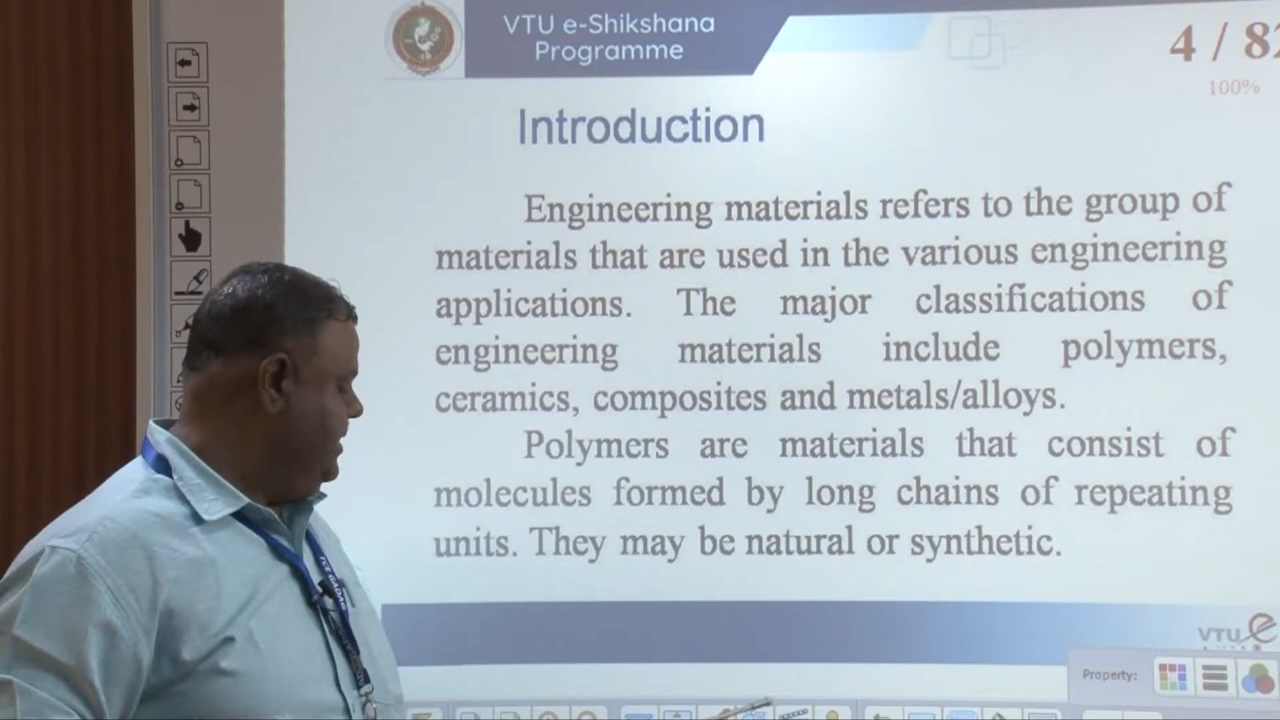 VTU e-Shikshana
Programme
4 / 82
100%
Introduction
Engineering materials refers to the group of
materials that are used in the various engineering
applications. The major classifications of
engineering materials include polymers,
ceramics, composites and metals/alloys.
Polymers are materials that consist of
molecules formed by long chains of repeating
units. They may be natural or synthetic.
VTU e
Property: